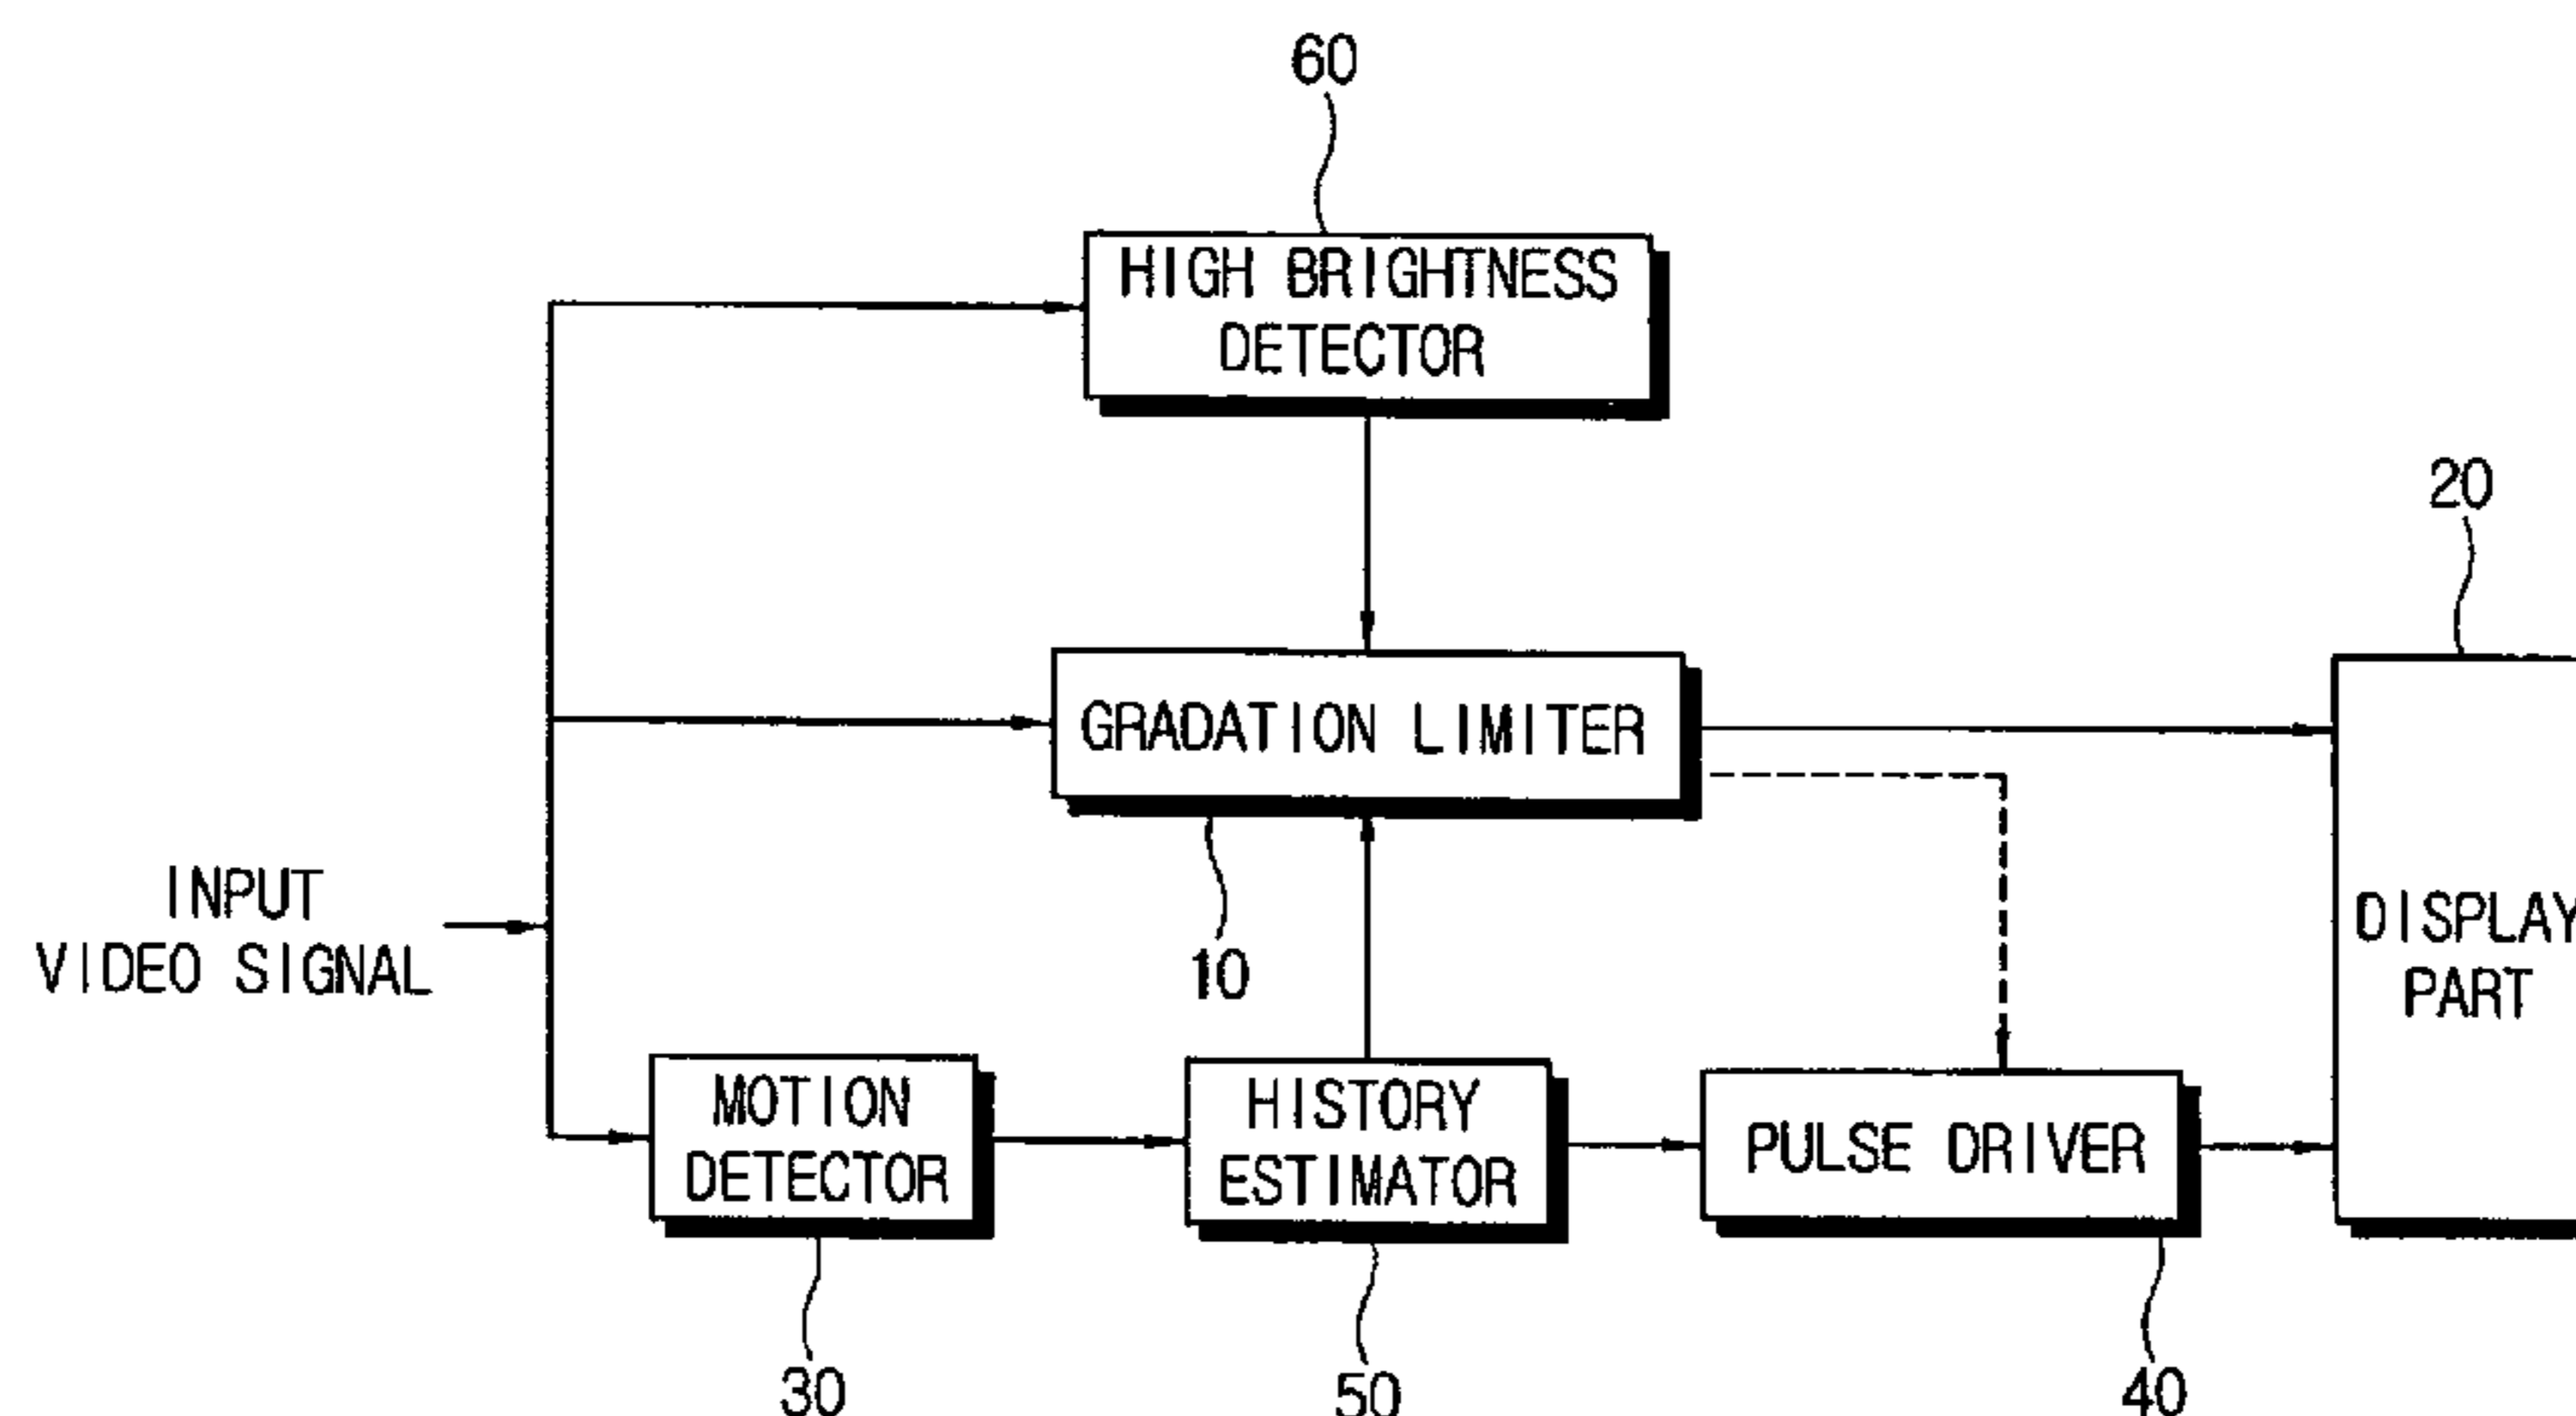 60
HIGH BRIGHTNESS
DETECTOR
20
GRADATION LIMITER
10
INPUT
VIDEO SIGNAL
DISPLAY
PART
MOTION
DETECTOR
HISTORY
ESTIMATOR
PULSE DRIVER
30
50
40